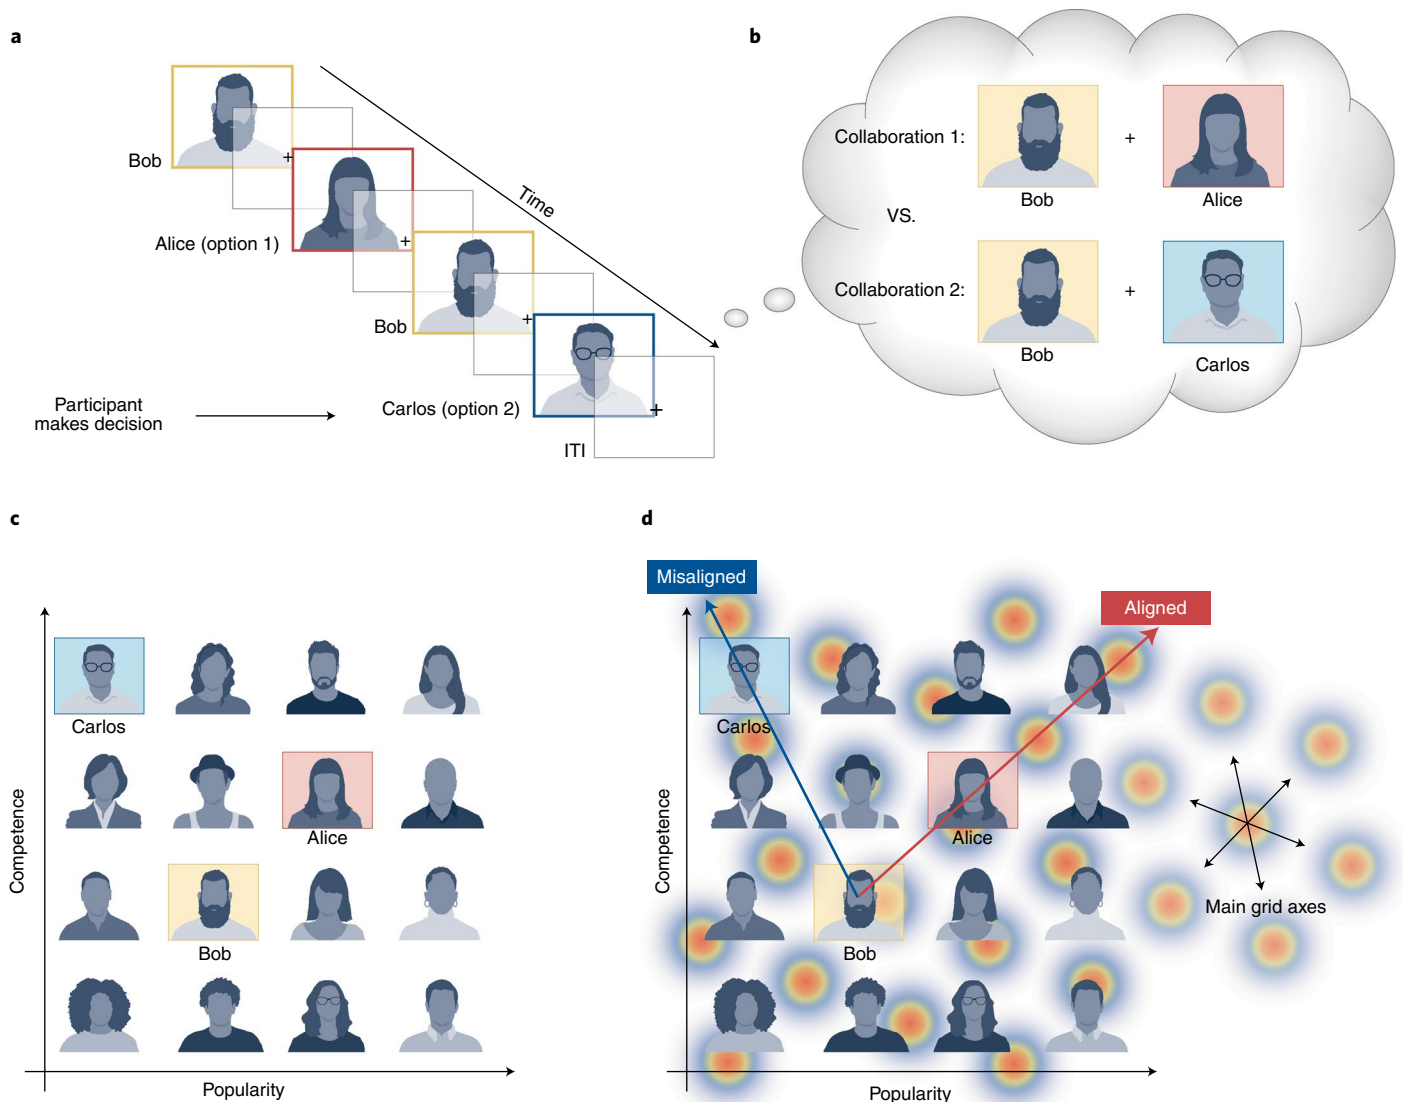 a
Bob
+
Alice (option 1)
+
Bob
+
Carlos (option 2)
+
ITI
Time
Participant
makes decision
b
Collaboration 1:
+
Bob
Alice
VS.
Collaboration 2:
+
Bob
Carlos
c
Competence
Carlos
Alice
Bob
Popularity
d
Misaligned
Aligned
Competence
Carlos
Alice
Bob
Main grid axes
Popularity